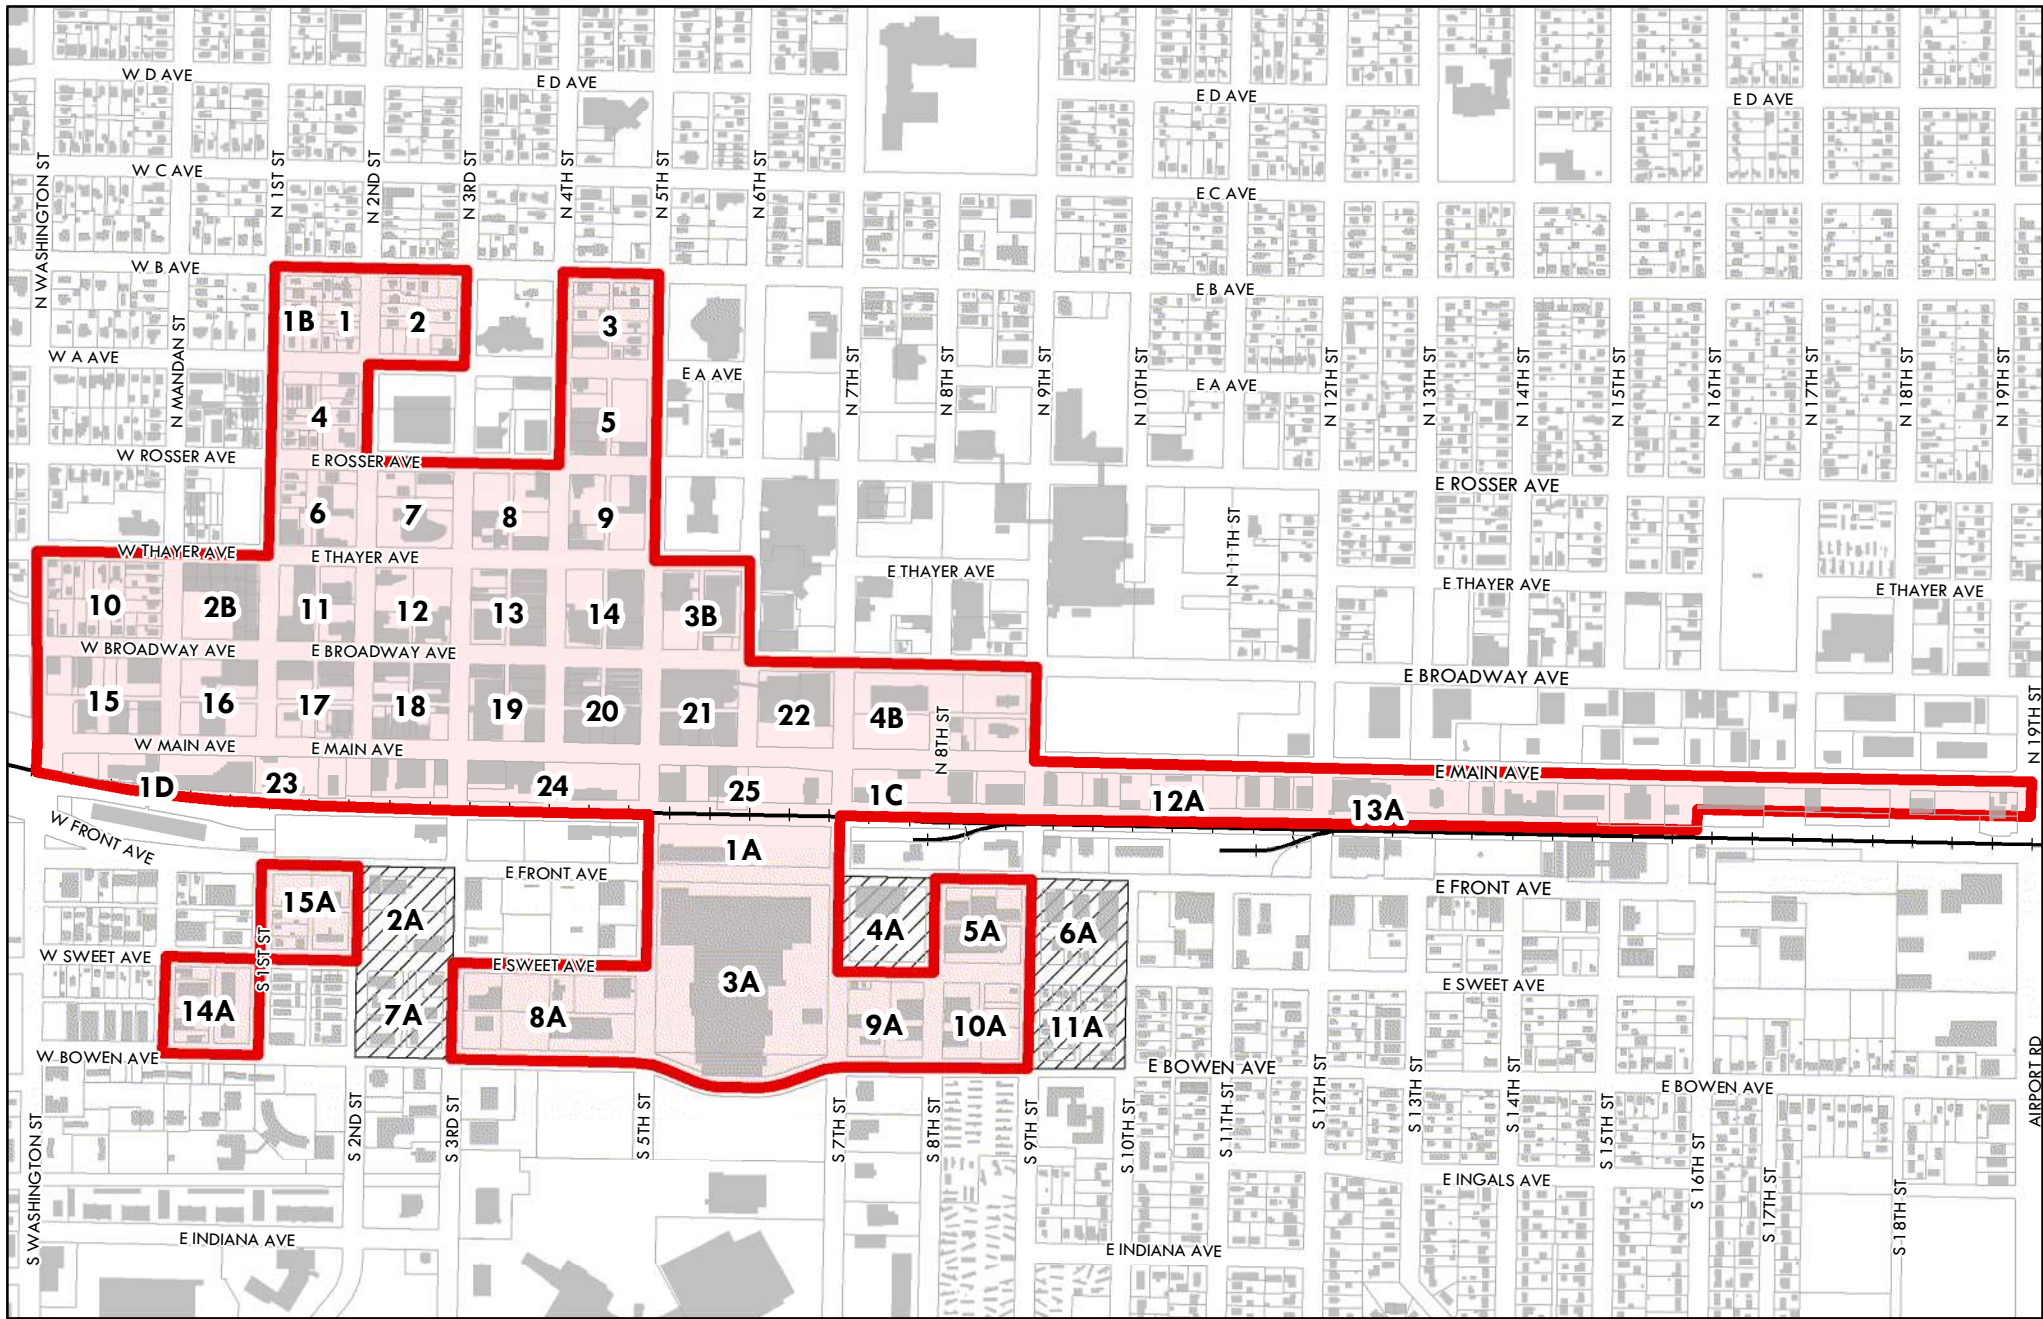 W D AVE
E D AVE
E D AVE
E D AVE
W C AVE
E C AVE
N WASHINGTON ST
N 1ST ST
N 2ND ST
N 3RD ST
N 4TH ST
N 5TH ST
N 6TH ST
W B AVE
E B AVE
1B
1
2
3
N MANDAN ST
W A AVE
E A AVE
E A AVE
N 7TH ST
N 8TH ST
N 9TH ST
N 10TH ST
N 12TH ST
N 13TH ST
N 14TH ST
N 15TH ST
N 16TH ST
N 17TH ST
N 18TH ST
N 19TH ST
4
5
W ROSSER AVE
E ROSSER AVE
E ROSSER AVE
6
7
8
9
N 11TH ST
W THAYER AVE
E THAYER AVE
E THAYER AVE
E THAYER AVE
E THAYER AVE
10
2B
11
12
13
14
3B
W BROADWAY AVE
E BROADWAY AVE
E BROADWAY AVE
15
16
17
18
19
20
21
22
4B
N 8TH ST
N 19TH ST
W MAIN AVE
E MAIN AVE
E MAIN AVE
1D
23
24
25
1C
12A
13A
W FRONT AVE
1A
E FRONT AVE
E FRONT AVE
15A
2A
4A
5A
6A
W SWEET AVE
S 1ST ST
E SWEET AVE
E SWEET AVE
14A
7A
8A
3A
9A
10A
11A
W BOWEN AVE
E BOWEN AVE
E BOWEN AVE
S WASHINGTON ST
S 2ND ST
S 3RD ST
S 5TH ST
S 7TH ST
S 8TH ST
S 9TH ST
S 10TH ST
S 11TH ST
S 12TH ST
S 13TH ST
S 14TH ST
S 15TH ST
S 16TH ST
S 17TH ST
S 18TH ST
AIRPORT RD
E INGALS AVE
E INDIANA AVE
E INDIANA AVE